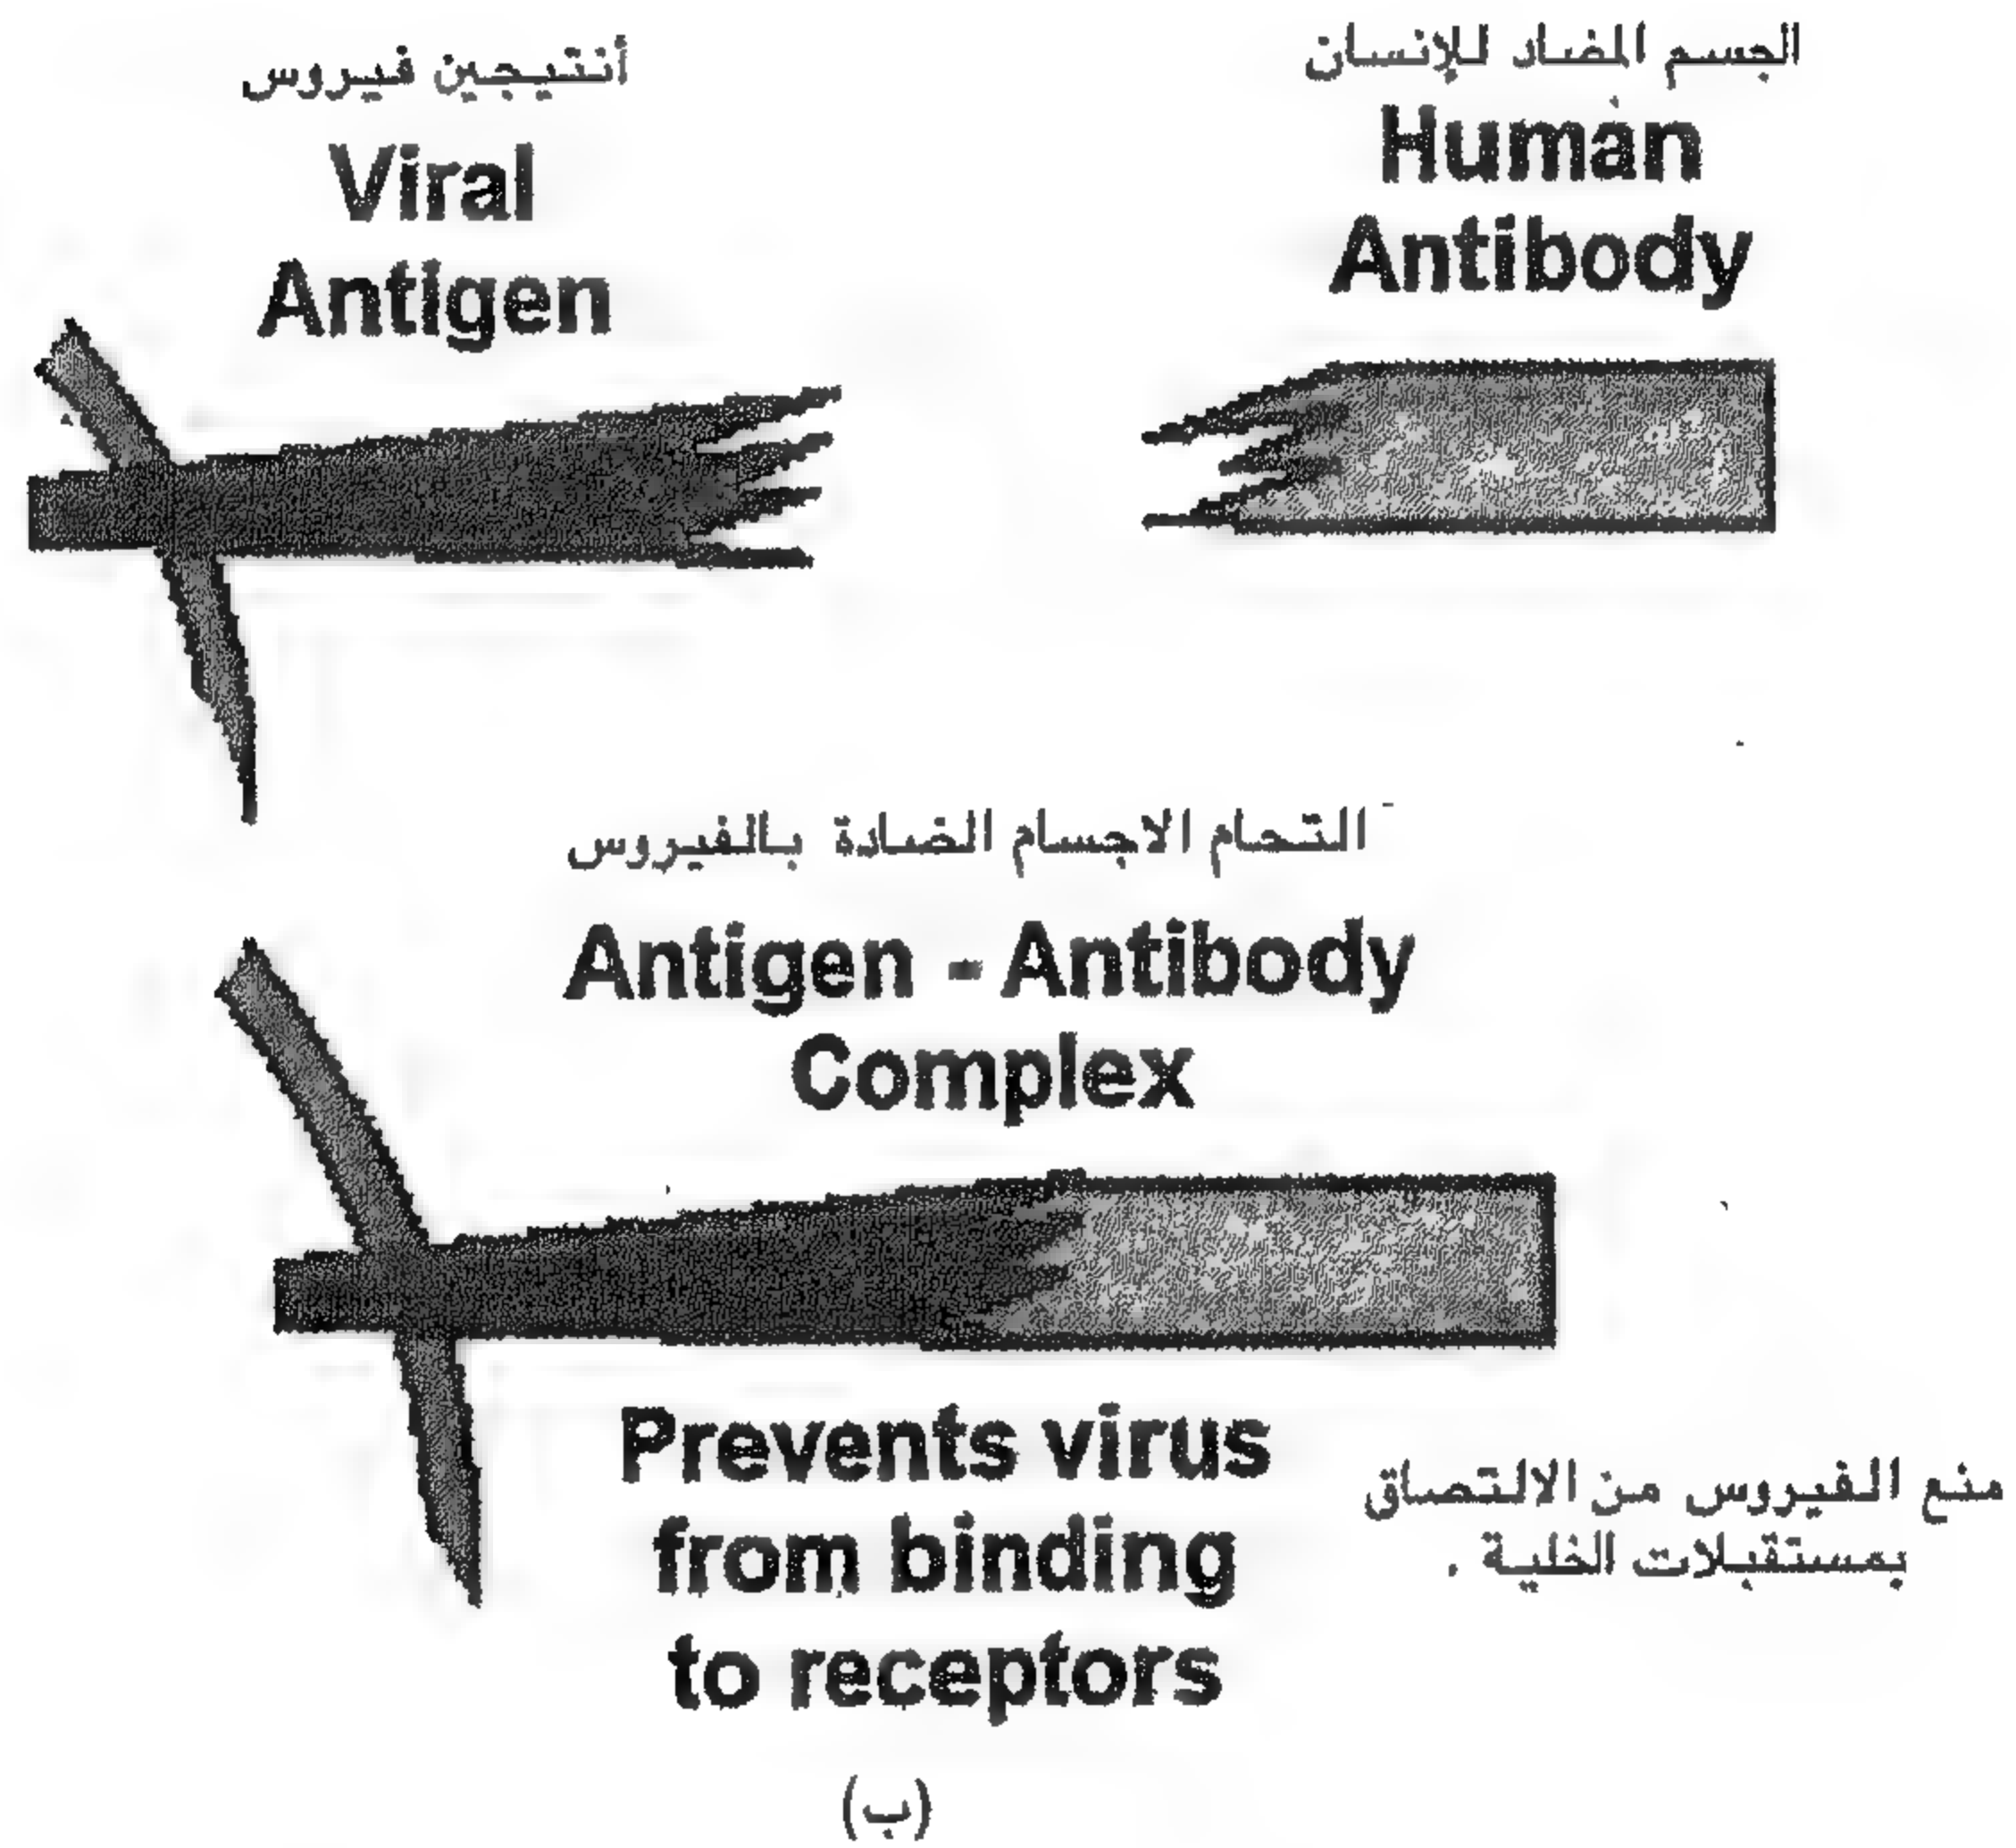 أنتيجين فيروس
Viral
Antigen
الجسم المضاد للإنسان
Human
Antibody
التحام الاجسام الضادة بالفيروس
Antigen - Antibody
Complex
Prevents virus
from binding
to receptors
منع الفيروس من الالتصاق
بمستقبلات الخلية .
(ب)